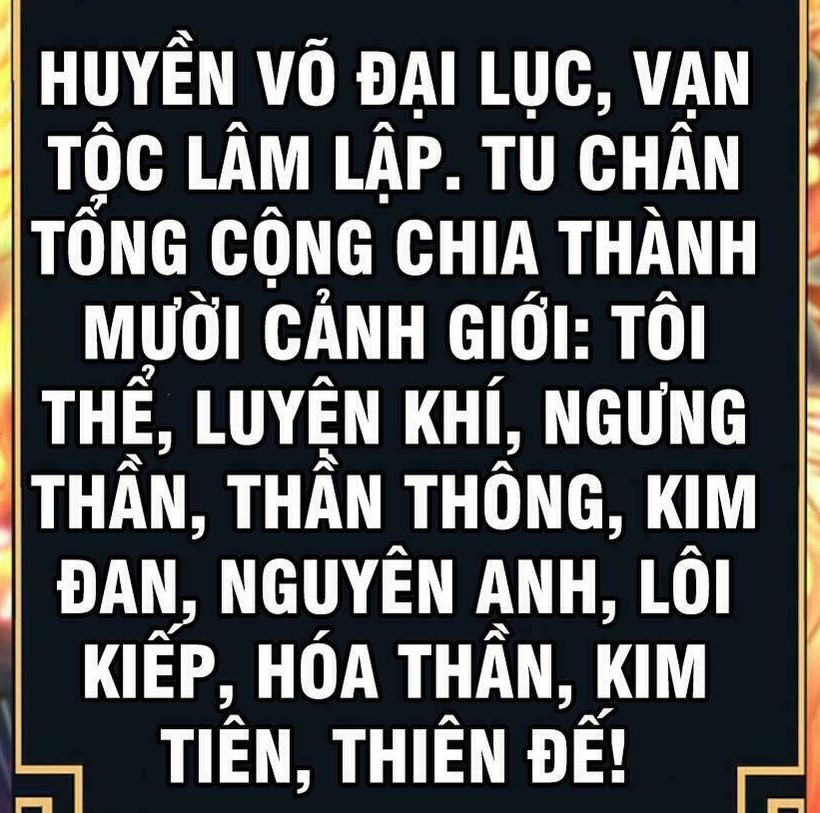 HUYỀN VÕ ĐẠI LỤC, VẠN
TỘC LÂM LẬP. TU CHÂN
TỔNG CỘNG CHIA THÀNH
MƯỜI CẢNH GIỚI: TÔI
THỂ, LUYỆN KHÍ, NGƯNG
THẦN, THẦN THÔNG, KIM
ĐAN, NGUYÊN ANH, LÔI
KIẾP, HÓA THẦN, KIM
TIÊN, THIÊN ĐẾ!